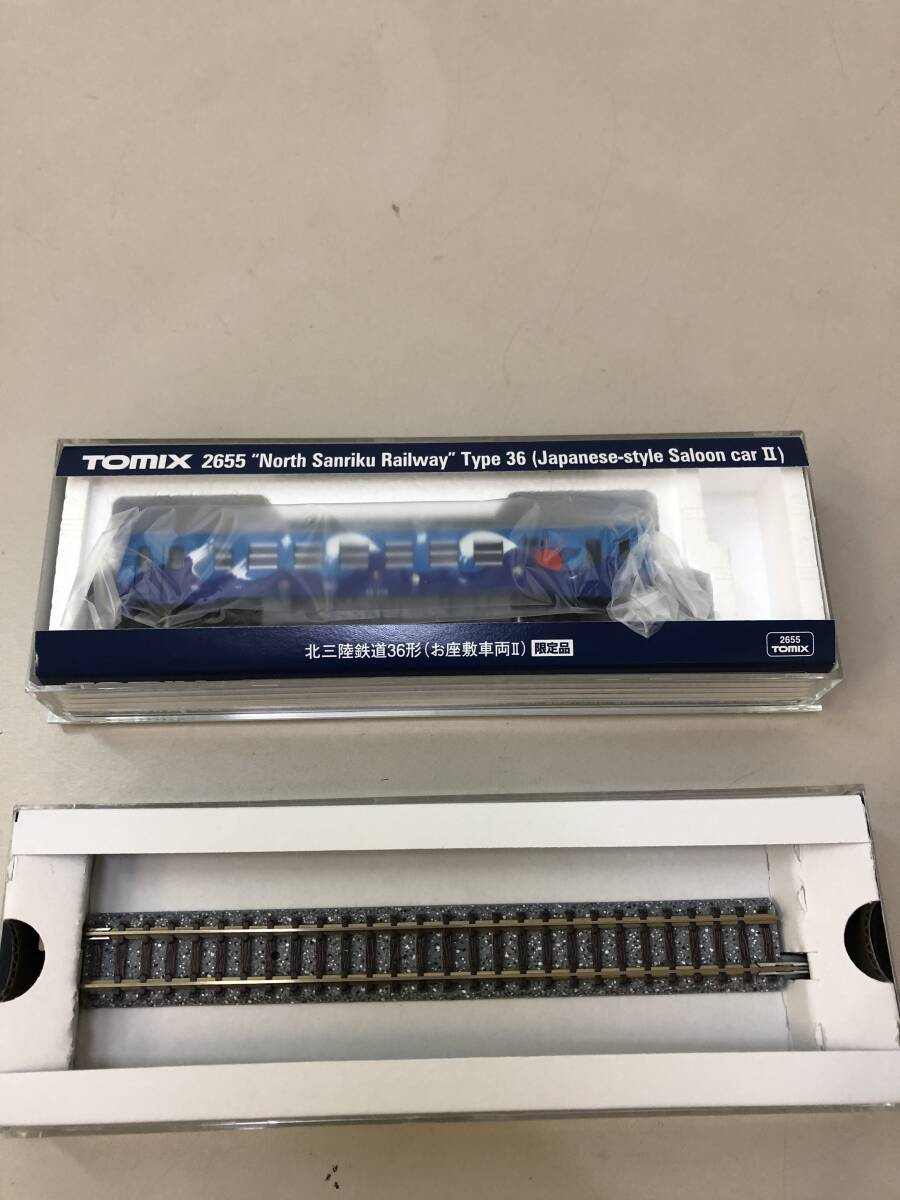 TOMIX 2655 “North Sanriku Railway” Type 36 (Japanese-style Saloon car II)
北三陸鉄道36形（お座敷車両II） 限定品
2655
TOMIX